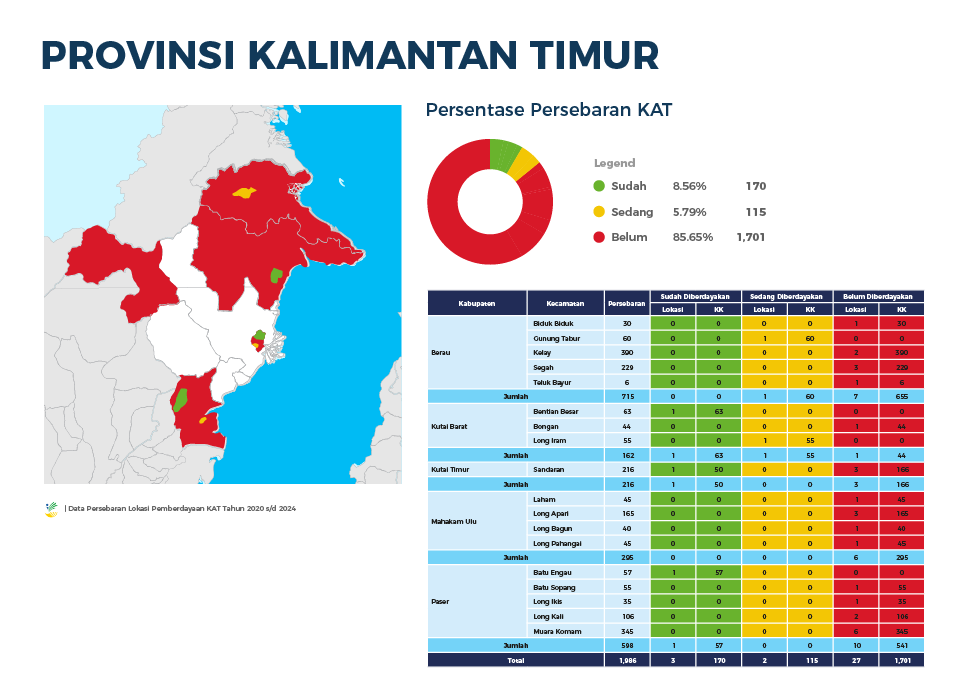 PROVINSI KALIMANTAN TIMUR
Persentase Persebaran KAT
Legend
Sudah 8.56% 170
Sedang 5.79% 115
Belum 85.65% 1,701
| Data Persebaran Lokasi Pemberdayaan KAT Tahun 2020 s/d 2024
Kabupaten Kecamatan Persebaran Sudah Diberdayakan Sedang Diberdayakan Belum Diberdayakan
Lokasi KK Lokasi KK Lokasi KK
Berau
Biduk Biduk 30 0 0 0 0 1 30
Gunung Tabur 60 0 0 1 60 0 0
Kelay 390 0 0 0 0 2 390
Segah 229 0 0 0 0 3 229
Teluk Bayur 6 0 0 0 0 1 6
Jumlah 715 0 0 1 60 7 655
Kutai Barat
Bentian Besar 63 1 63 0 0 0 0
Bongan 44 0 0 0 0 1 44
Long Iram 55 0 0 1 55 0 0
Jumlah 162 1 63 1 55 1 44
Kutai Timur Sandaran 216 1 50 0 0 3 166
Jumlah 216 1 50 0 0 3 166
Mahakam Ulu
Laham 45 0 0 0 0 1 45
Long Apari 165 0 0 0 0 3 165
Long Bagun 40 0 0 0 0 1 40
Long Pahangai 45 0 0 0 0 1 45
Jumlah 295 0 0 0 0 6 295
Paser
Batu Engau 57 1 57 0 0 0 0
Batu Sopang 55 0 0 0 0 1 55
Long Ikis 35 0 0 0 0 1 35
Long Kali 106 0 0 0 0 2 106
Muara Komam 345 0 0 0 0 6 345
Jumlah 598 1 57 0 0 10 541
Total 1,986 3 170 2 115 27 1,701